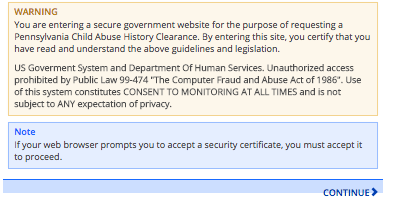 WARNING
You are entering a secure government website for the purpose of requesting a
Pennsylvania Child Abuse History Clearance. By entering this site, you certify that you
have read and understand the above guidelines and legislation.
US Goverment System and Department Of Human Services. Unauthorized access
prohibited by Public Law 99-474 "The Computer Fraud and Abuse Act of 1986". Use
of this system constitutes CONSENT TO MONITORING AT ALL TIMES and is not
subject to ANY expectation of privacy.
Note
If your web browser prompts you to accept a security certificate, you must accept it
to proceed.
CONTINUE